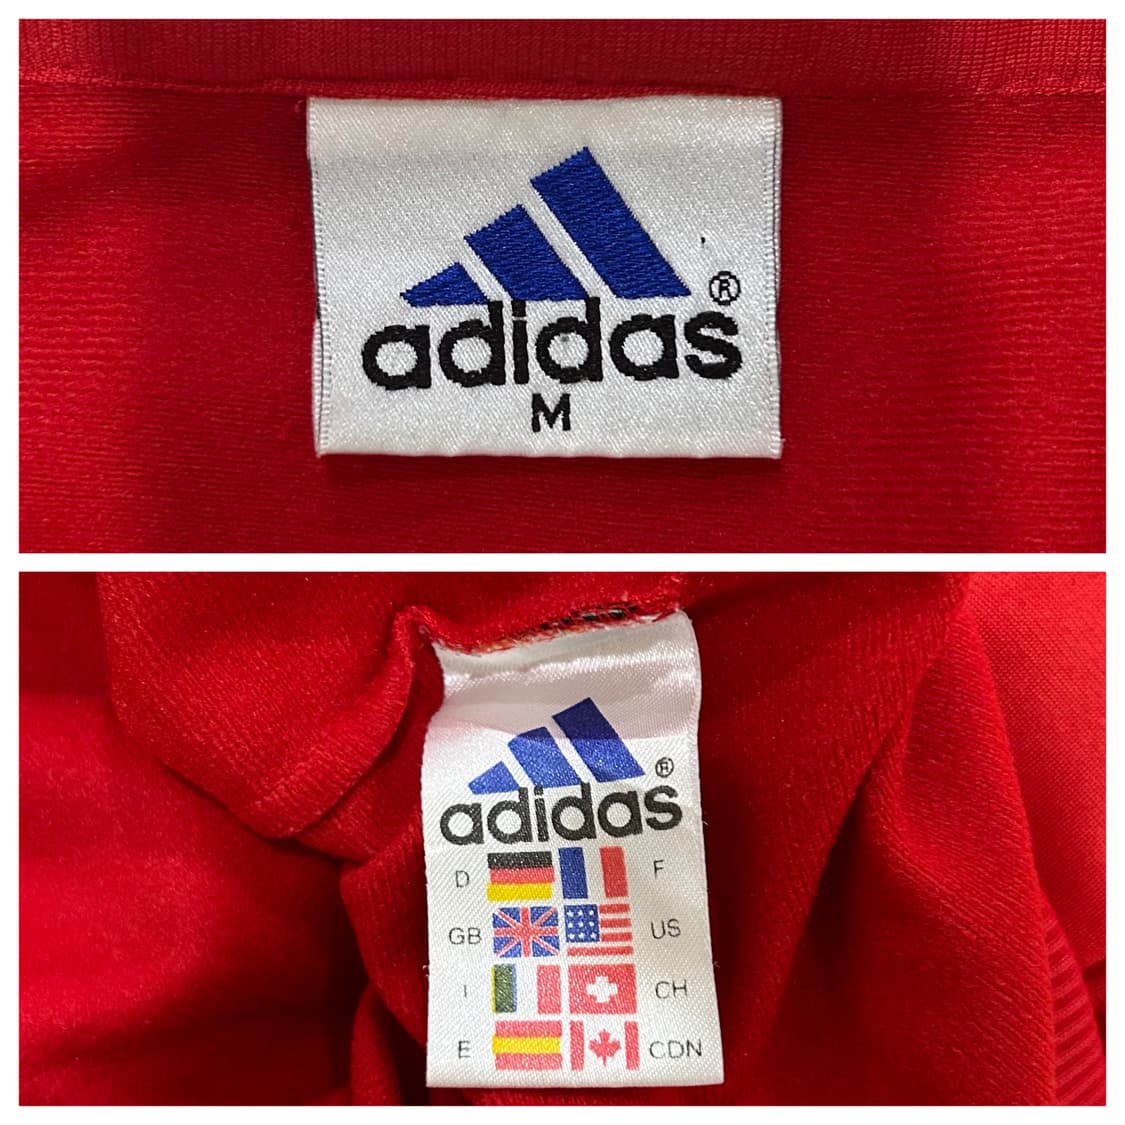 adidas ®
M
adidas ®
D F
GB US
I CH
E CDN